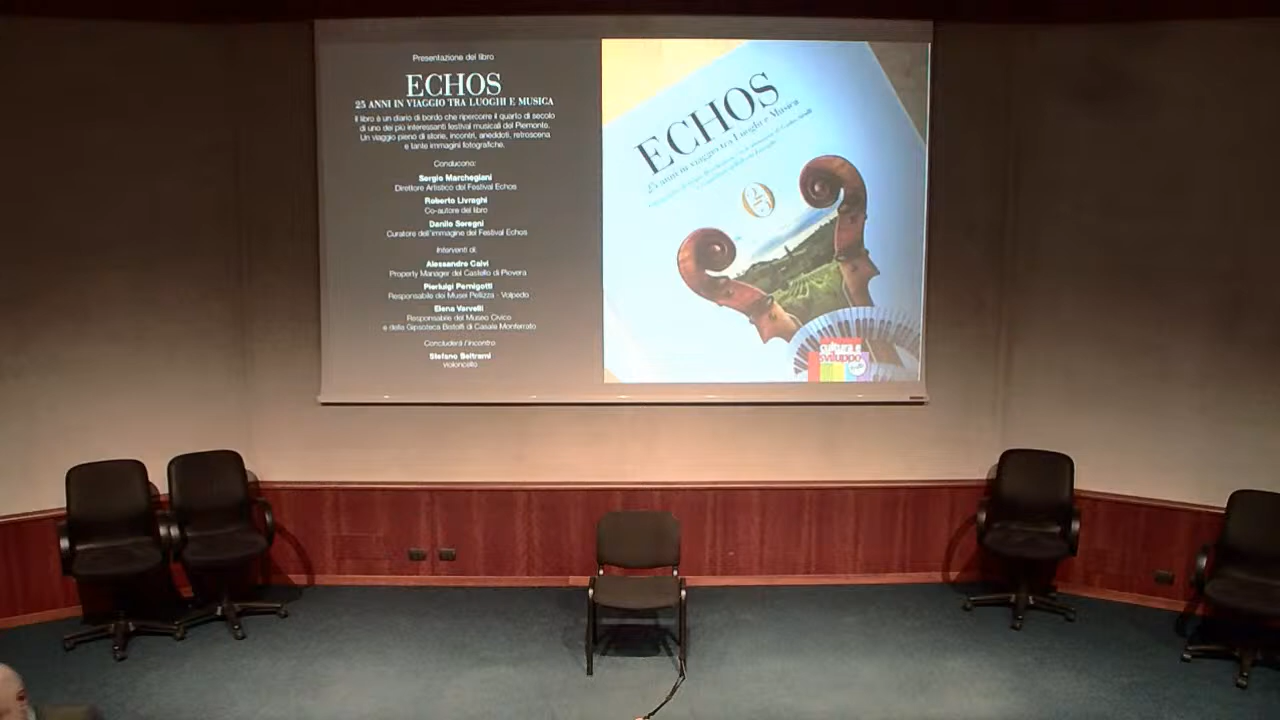 Presentazione del libro
ECHOS
25 ANNI IN VIAGGIO TRA LUOGHI E MUSICA
Il libro è un diario di bordo che ripercorre il quarto di secolo
di uno dei più interessanti festival musicali del Piemonte.
Un viaggio pieno di storie, incontri, aneddoti, retroscena
e tante immagini fotografiche.
Conducono:
Sergio Marchegiani
Direttore Artistico del Festival Echos
Roberto Livraghi
Co-autore del libro
Danilo Seregni
Curatore dell'immagine del Festival Echos
Interventi di:
Alessandro Calvi
Property Manager del Castello di Piovera
Pierluigi Pernigotti
Responsabile dei Musei Pellizza - Volpedo
Elena Varvelli
Responsabile del Museo Civico
e della Gipsoteca Bistolfi di Casale Monferrato
Concluderà l'incontro
Stefano Beltrami
violoncello
ECHOS
25 anni in viaggio tra Luoghi e Musica
25
cultura e
sviluppo